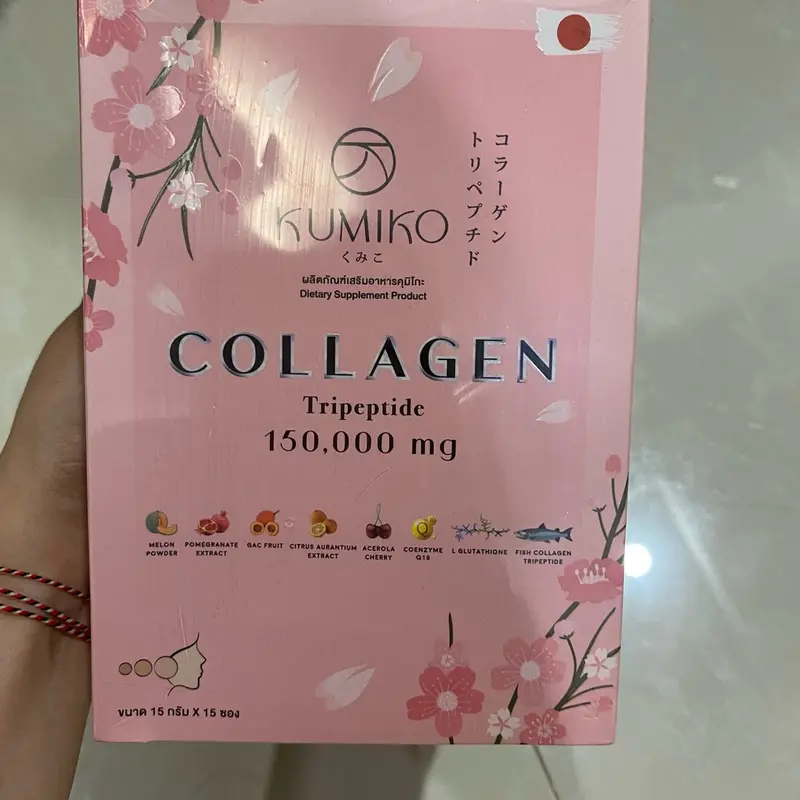 コラーゲン
トリペプチド
KUMIKO
くみこ
ผลิตภัณฑ์เสริมอาหารคุมิโกะ
Dietary Supplement Product
COLLAGEN
Tripeptide
150,000 mg
MELON
POWDER
POMEGRANATE
EXTRACT
GAC FRUIT
CITRUS AURANTIUM
EXTRACT
ACEROLA
CHERRY
Q
COENZYME
Q10
L GLUTATHIONE
FISH COLLAGEN
TRIPEPTIDE
ขนาด 15 กรัม X 15 ซอง